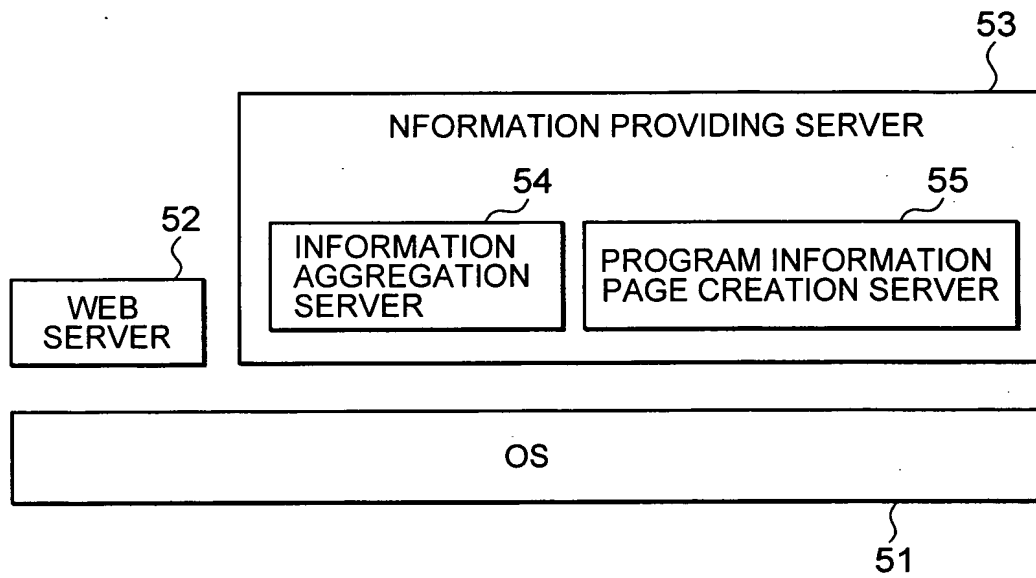 53
NFORMATION PROVIDING SERVER
54
55
52
INFORMATION
AGGREGATION
SERVER
PROGRAM INFORMATION
PAGE CREATION SERVER
WEB
SERVER
OS
51